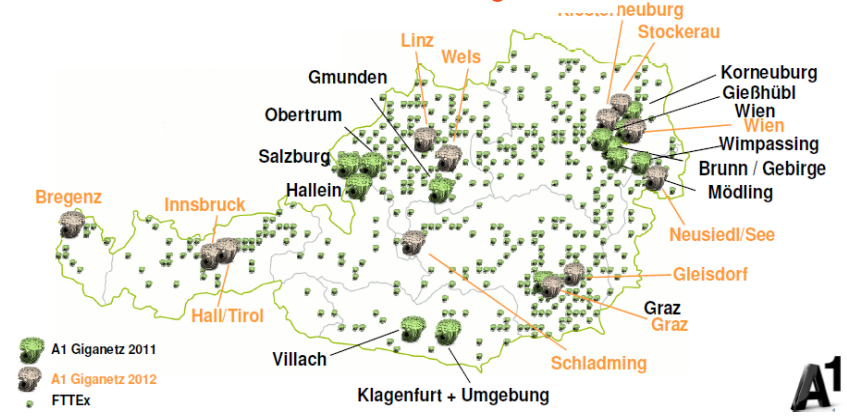 Klosterneuburg
Stockerau
Linz
Wels
Gmunden
Korneuburg
Gießhübl
Wien
Wien
Obertrum
Wimpassing
Salzburg
Brunn / Gebirge
Hallein
Mödling
Bregenz
Innsbruck
Neusiedl/See
Gleisdorf
Hall/Tirol
Graz
Graz
A1 Giganetz 2011
Villach
Schladming
A1 Giganetz 2012
Klagenfurt + Umgebung
FTTEx
A1